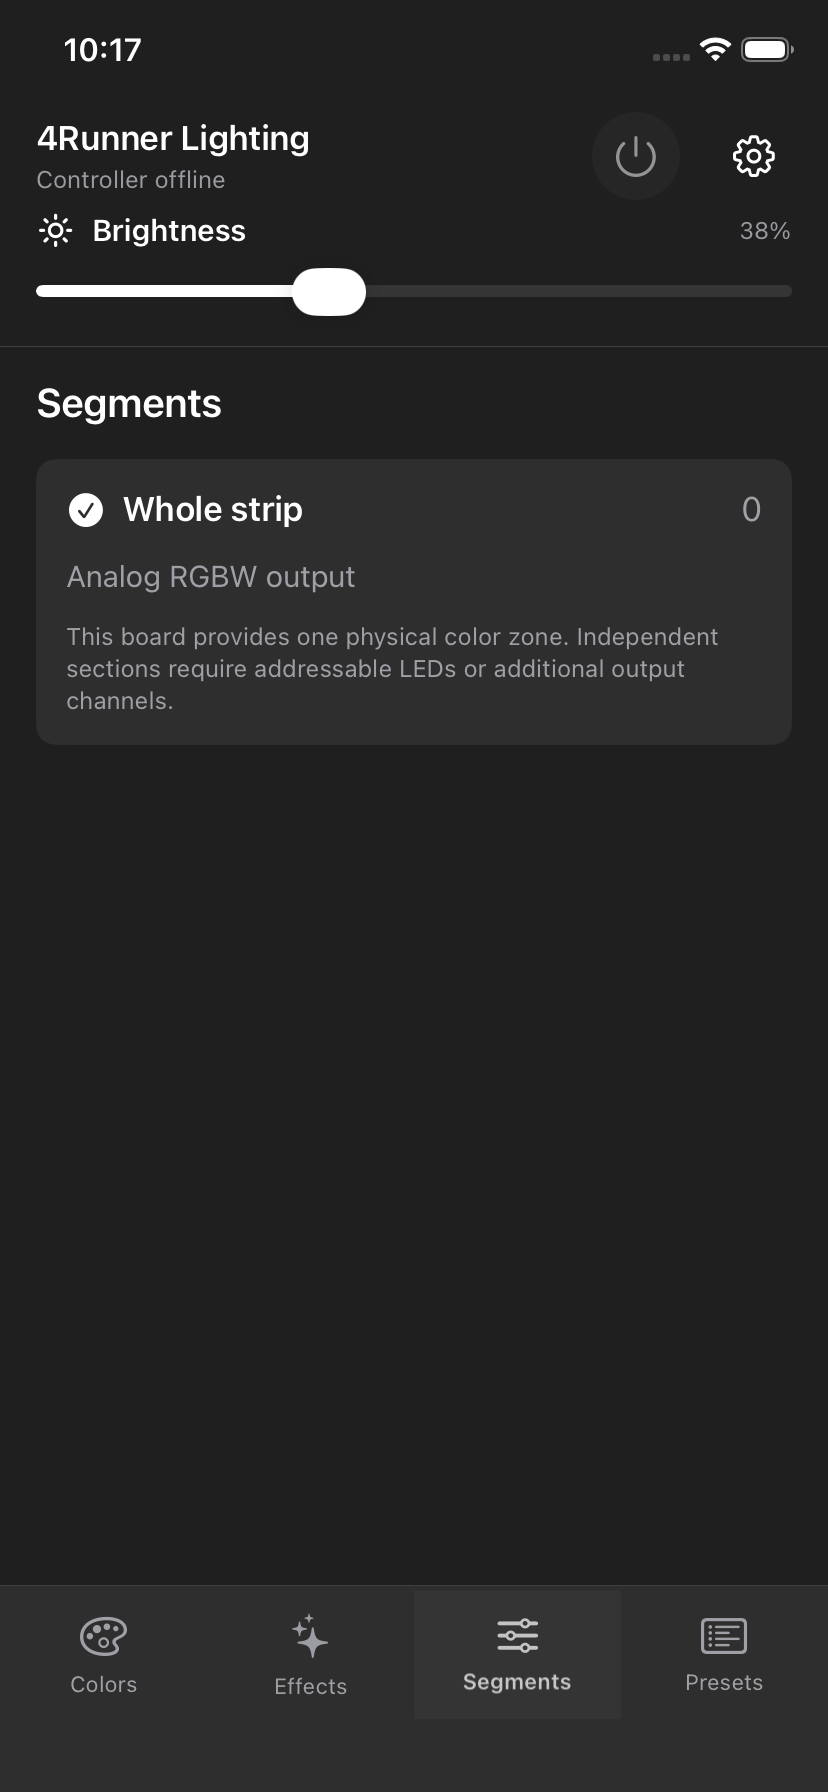 10:17
4Runner Lighting
Controller offline
Brightness
38%
Segments
Whole strip
0
Analog RGBW output
This board provides one physical color zone. Independent
sections require addressable LEDs or additional output
channels.
Colors
Effects
Segments
Presets